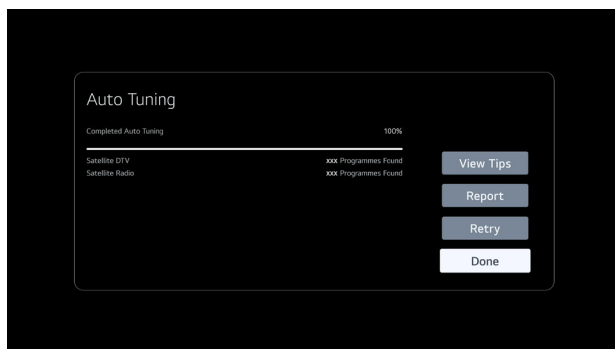 Auto Tuning
Completed Auto Tuning 100%
Satellite DTV xxx Programmes Found
Satellite Radio xxx Programmes Found
View Tips
Report
Retry
Done